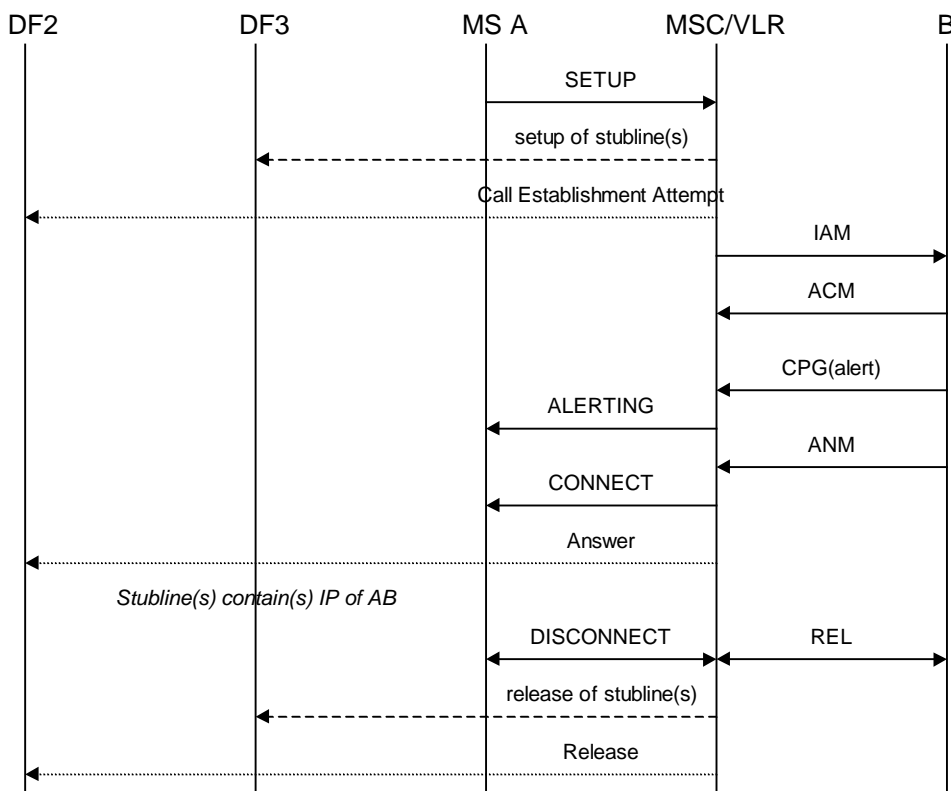 DF2 DF3 MS A MSC/VLR B
SETUP
setup of stubline(s)
Call Establishment Attempt
IAM
ACM
CPG(alert)
ALERTING
ANM
CONNECT
Answer
Stubline(s) contain(s) IP of AB
DISCONNECT REL
release of stubline(s)
Release